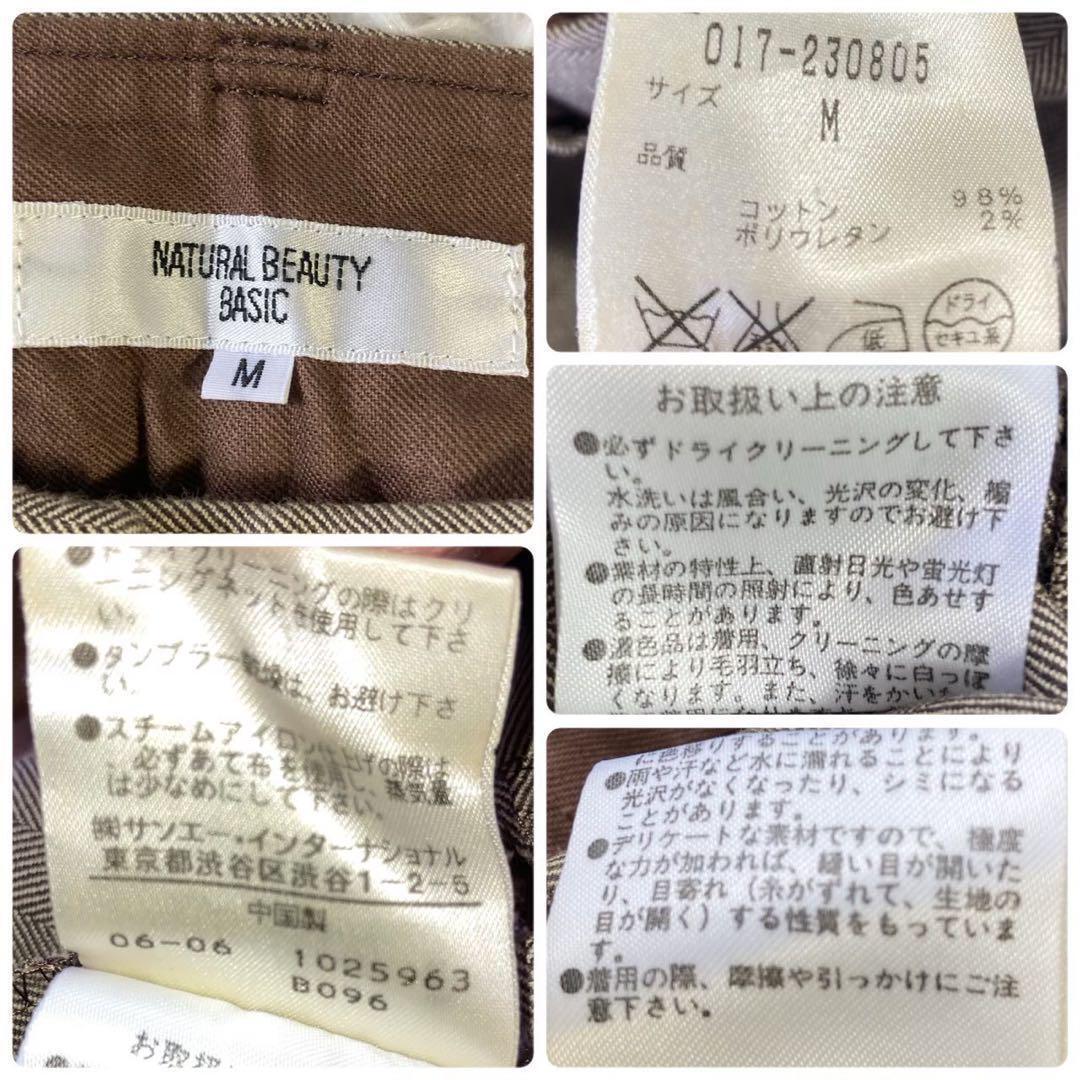 NATURAL BEAUTY
BASIC
M
017-230805
サイズ
M
品質
コットン 98%
ポリウレタン 2%
低
ドライ
セキユ系
お取扱い上の注意
●必ずドライクリーニングして下さ
い。
水洗いは風合い、光沢の変化、縮
みの原因になりますのでお避け下
さい。
●素材の特性上、直射日光や蛍光灯
の長時間の照射により、色あせす
ることがあります。
●濃色品は着用、クリーニングの摩
擦により毛羽立ち、徐々に白っぽ
くなります。また、汗をかいた
●ドライクリーニングの際はクリ
ーニングネットを使用して下さ
い。
●タンブラー乾燥は、お避け下さ
い。
●スチームアイロン仕上げの際は
必ずあて布を使用し、蒸気量
は少なめにして下さい。
㈱サンエー・インターナショナル
東京都渋谷区渋谷1-2-5
中国製
06-06 1025963
B096
お取扱
に色移りすることがあります。
●雨や汗など水に濡れることにより
光沢がなくなったり、シミになる
ことがあります。
●デリケートな素材ですので、極度
な力が加われば、縫い目が開いた
り、目寄れ（糸がずれて、生地の
目が開く）する性質をもっていま
す。
●着用の際、摩擦や引っかけにご注
意下さい。